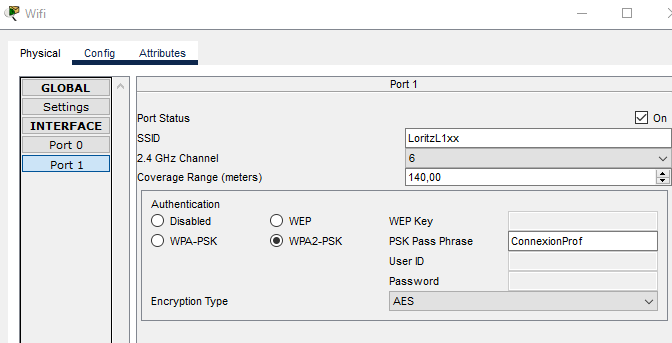 Wifi
Physical Config Attributes
GLOBAL
Settings
INTERFACE
Port 0
Port 1
Port 1
Port Status On
SSID LoritzL1xx
2.4 GHz Channel 6
Coverage Range (meters) 140,00
Authentication
Disabled WEP WEP Key
WPA-PSK WPA2-PSK PSK Pass Phrase ConnexionProf
User ID
Password
Encryption Type AES